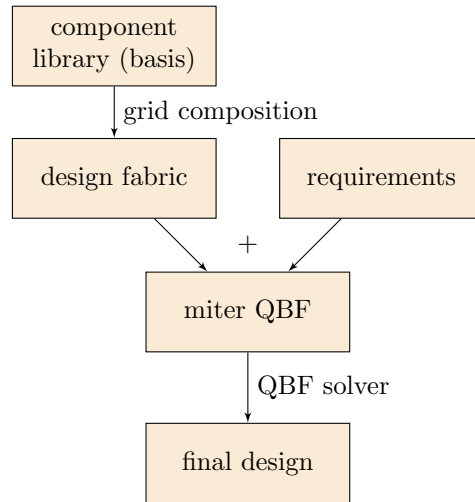 component
library (basis)
grid composition
design fabric
requirements
+
miter QBF
QBF solver
final design